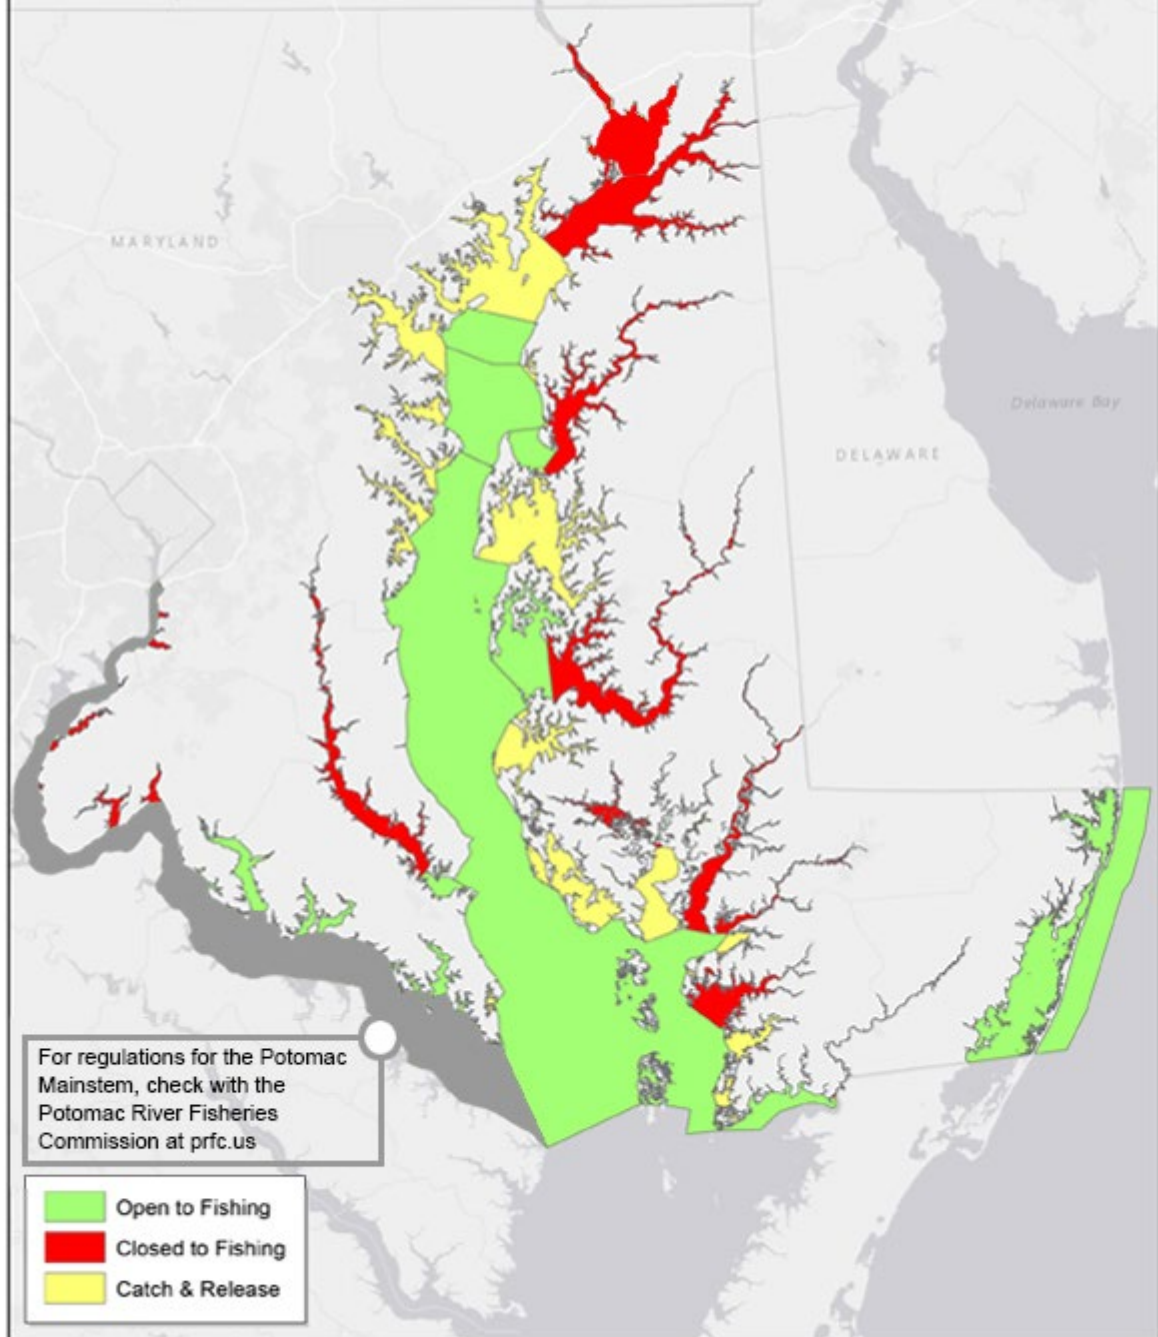 MARYLAND
Delaware Bay
DELAWARE
For regulations for the Potomac
Mainstem, check with the
Potomac River Fisheries
Commission at prfc.us
Open to Fishing
Closed to Fishing
Catch & Release